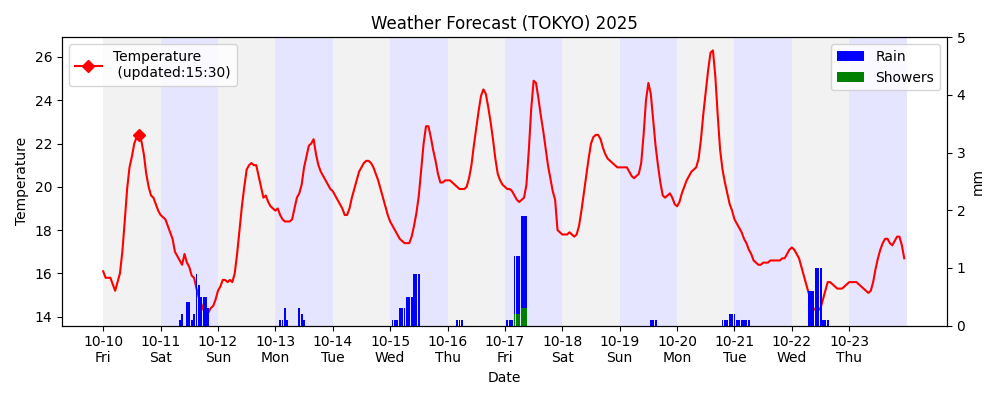 Weather Forecast (TOKYO) 2025
Temperature
(updated:15:30)
Rain
Showers
Temperature
26
24
22
20
18
16
14
5
4
3
2
1
0
mm
10-10 10-11 10-12 10-13 10-14 10-15 10-16 10-17 10-18 10-19 10-20 10-21 10-22 10-23
Fri Sat Sun Mon Tue Wed Thu Fri Sat Sun Mon Tue Wed Thu
Date